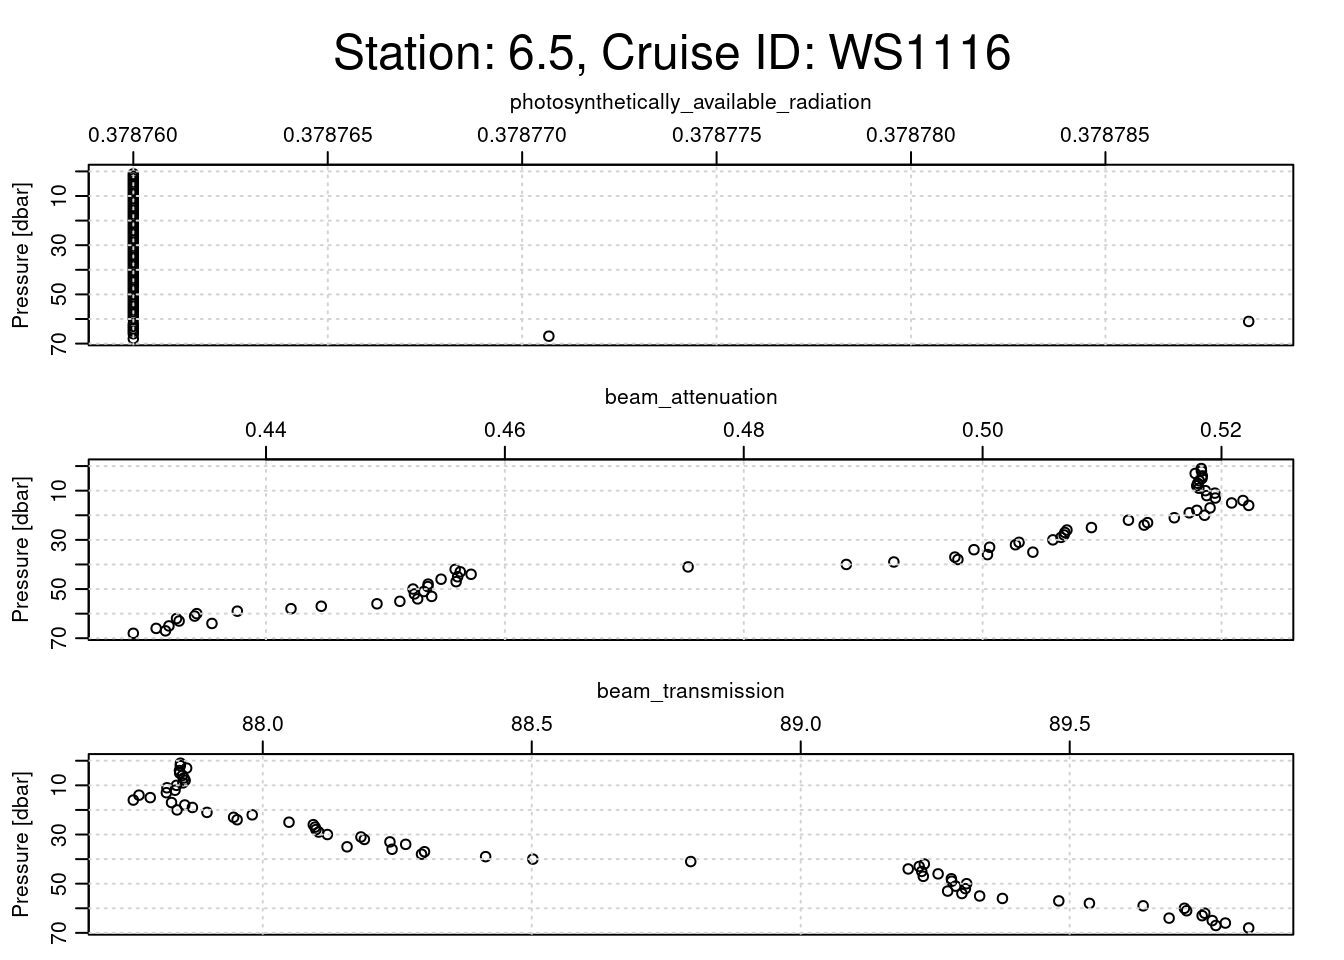 Station: 6.5, Cruise ID: WS1116
photosynthetically_available_radiation
0.378760 0.378765 0.378770 0.378775 0.378780 0.378785
Pressure [dbar]
10
30
50
70
beam_attenuation
0.44 0.46 0.48 0.50 0.52
Pressure [dbar]
10
30
50
70
beam_transmission
88.0 88.5 89.0 89.5
Pressure [dbar]
10
30
50
70